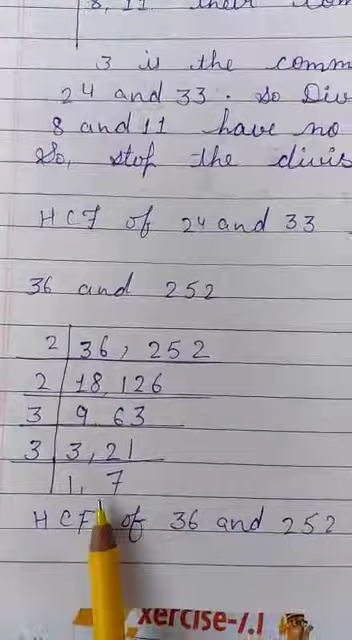 8, 11 their com
3 is the comm
24 and 33. So Div
8 and 11 have no
So, stop the divis
HCF of 24 and 33
36 and 252
2 | 36, 252
2 | 18, 126
3 | 9, 63
3 | 3, 21
1, 7
HCF of 36 and 252
xercise-7.1